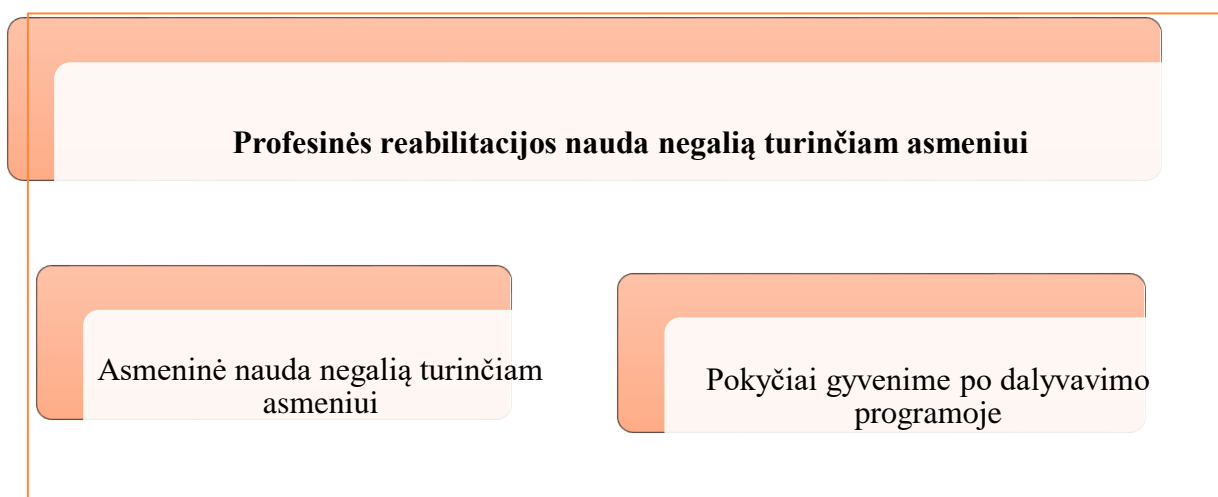 Profesinės reabilitacijos nauda negalią turinčiam asmeniui
Asmeninė nauda negalią turinčiam
asmeniui
Pokyčiai gyvenime po dalyvavimo
programoje